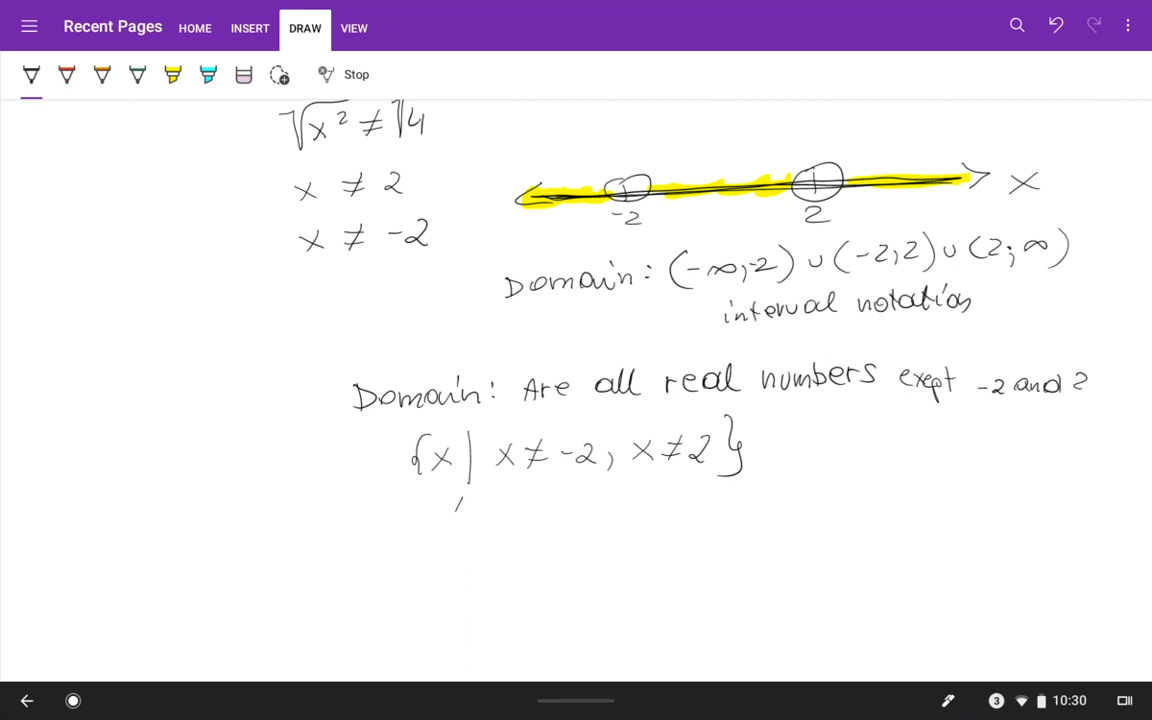 Recent Pages HOME INSERT DRAW VIEW
Stop
√x² ≠ √4
x ≠ 2
x ≠ -2
-2 2 x
Domain: (-∞,-2) ∪ (-2,2) ∪ (2;∞)
interval notation
Domain: Are all real numbers exept -2 and 2
{x | x ≠ -2, x ≠ 2}
3 10:30